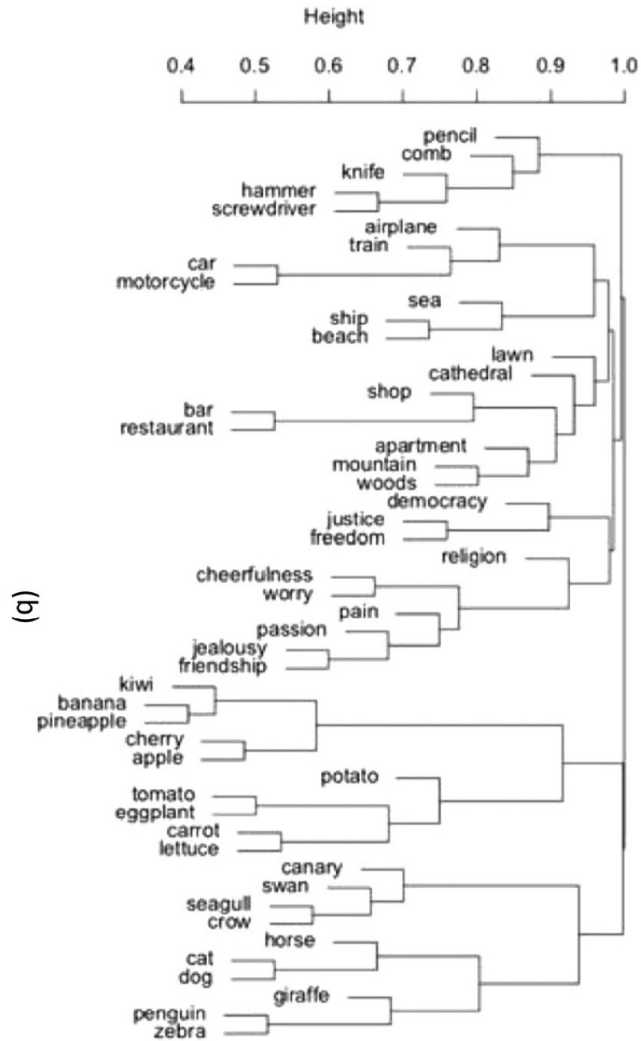 Height
0.4 0.5 0.6 0.7 0.8 0.9 1.0
pencil
comb
knife
hammer
screwdriver
airplane
train
car
motorcycle
sea
ship
beach
lawn
cathedral
shop
bar
restaurant
apartment
mountain
woods
democracy
justice
freedom
religion
cheerfulness
worry
pain
passion
jealousy
friendship
kiwi
banana
pineapple
cherry
apple
potato
tomato
eggplant
carrot
lettuce
canary
swan
seagull
crow
horse
cat
dog
giraffe
penguin
zebra
(b)